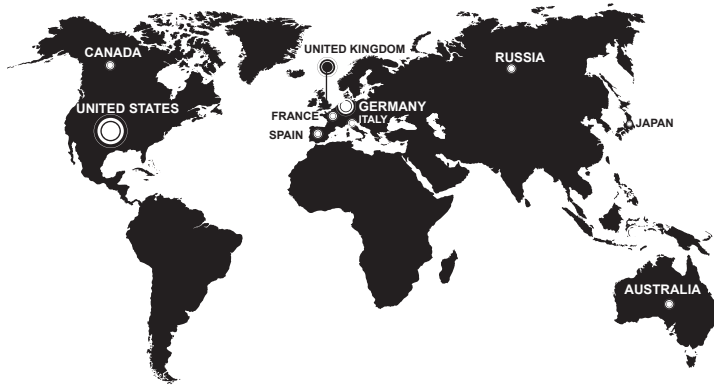 CANADA
UNITED KINGDOM
RUSSIA
UNITED STATES
GERMANY
FRANCE
ITALY
JAPAN
SPAIN
AUSTRALIA